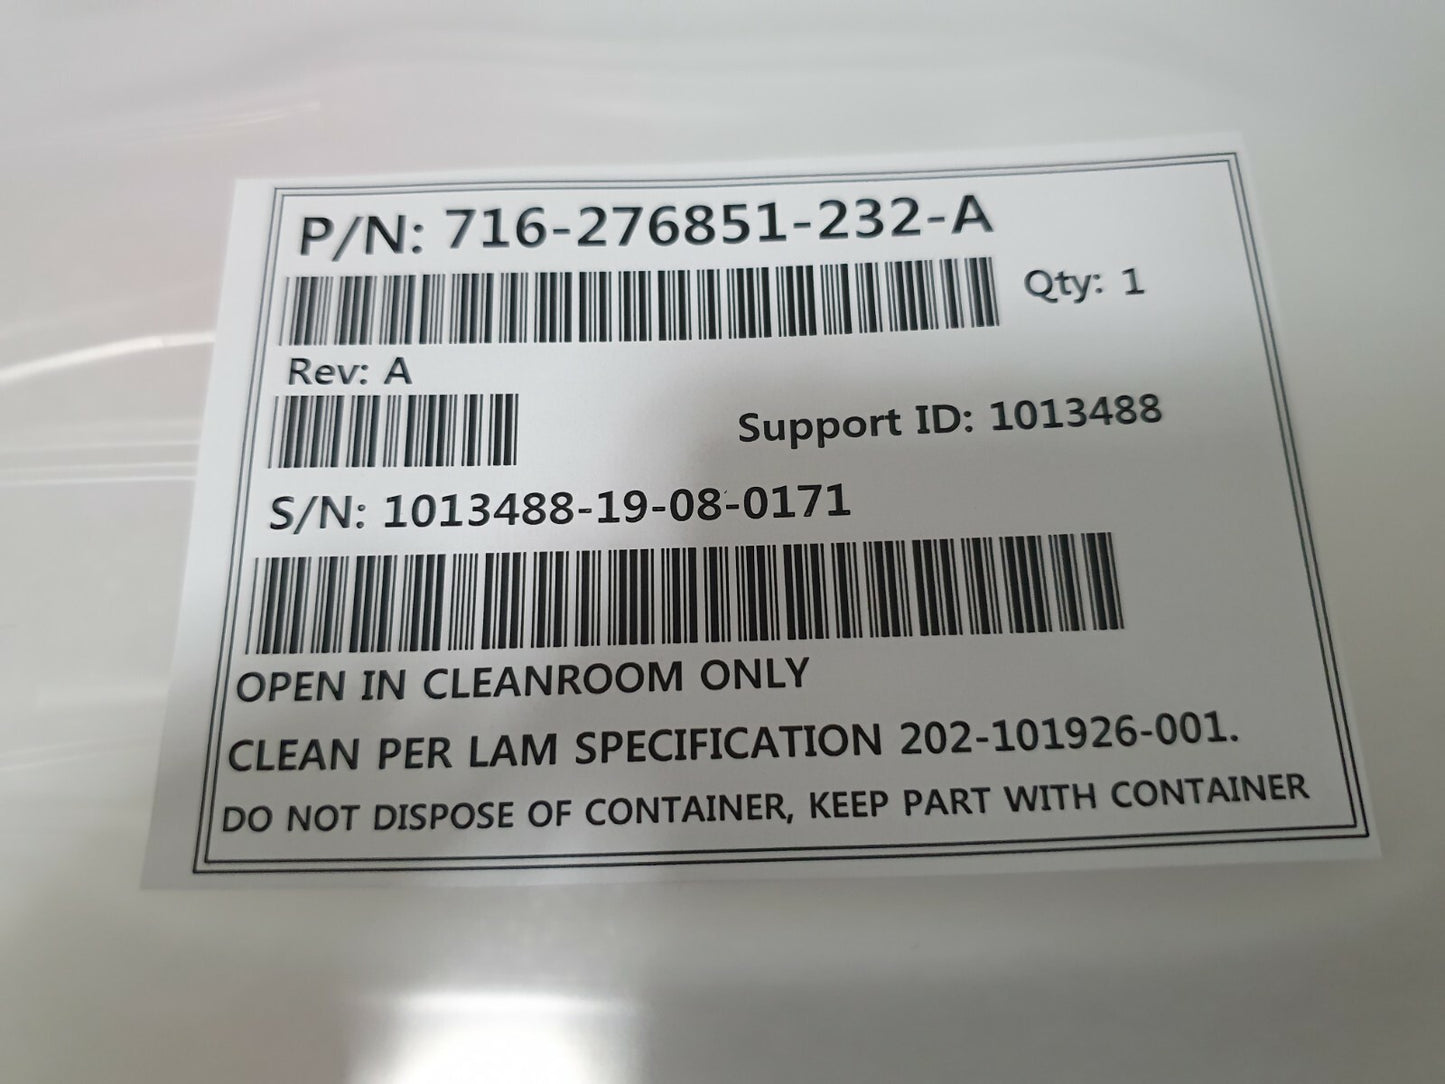 P/N: 716-276851-232-A
Qty: 1
Rev: A
Support ID: 1013488
S/N: 1013488-19-08-0171
OPEN IN CLEANROOM ONLY
CLEAN PER LAM SPECIFICATION 202-101926-001.
DO NOT DISPOSE OF CONTAINER, KEEP PART WITH CONTAINER